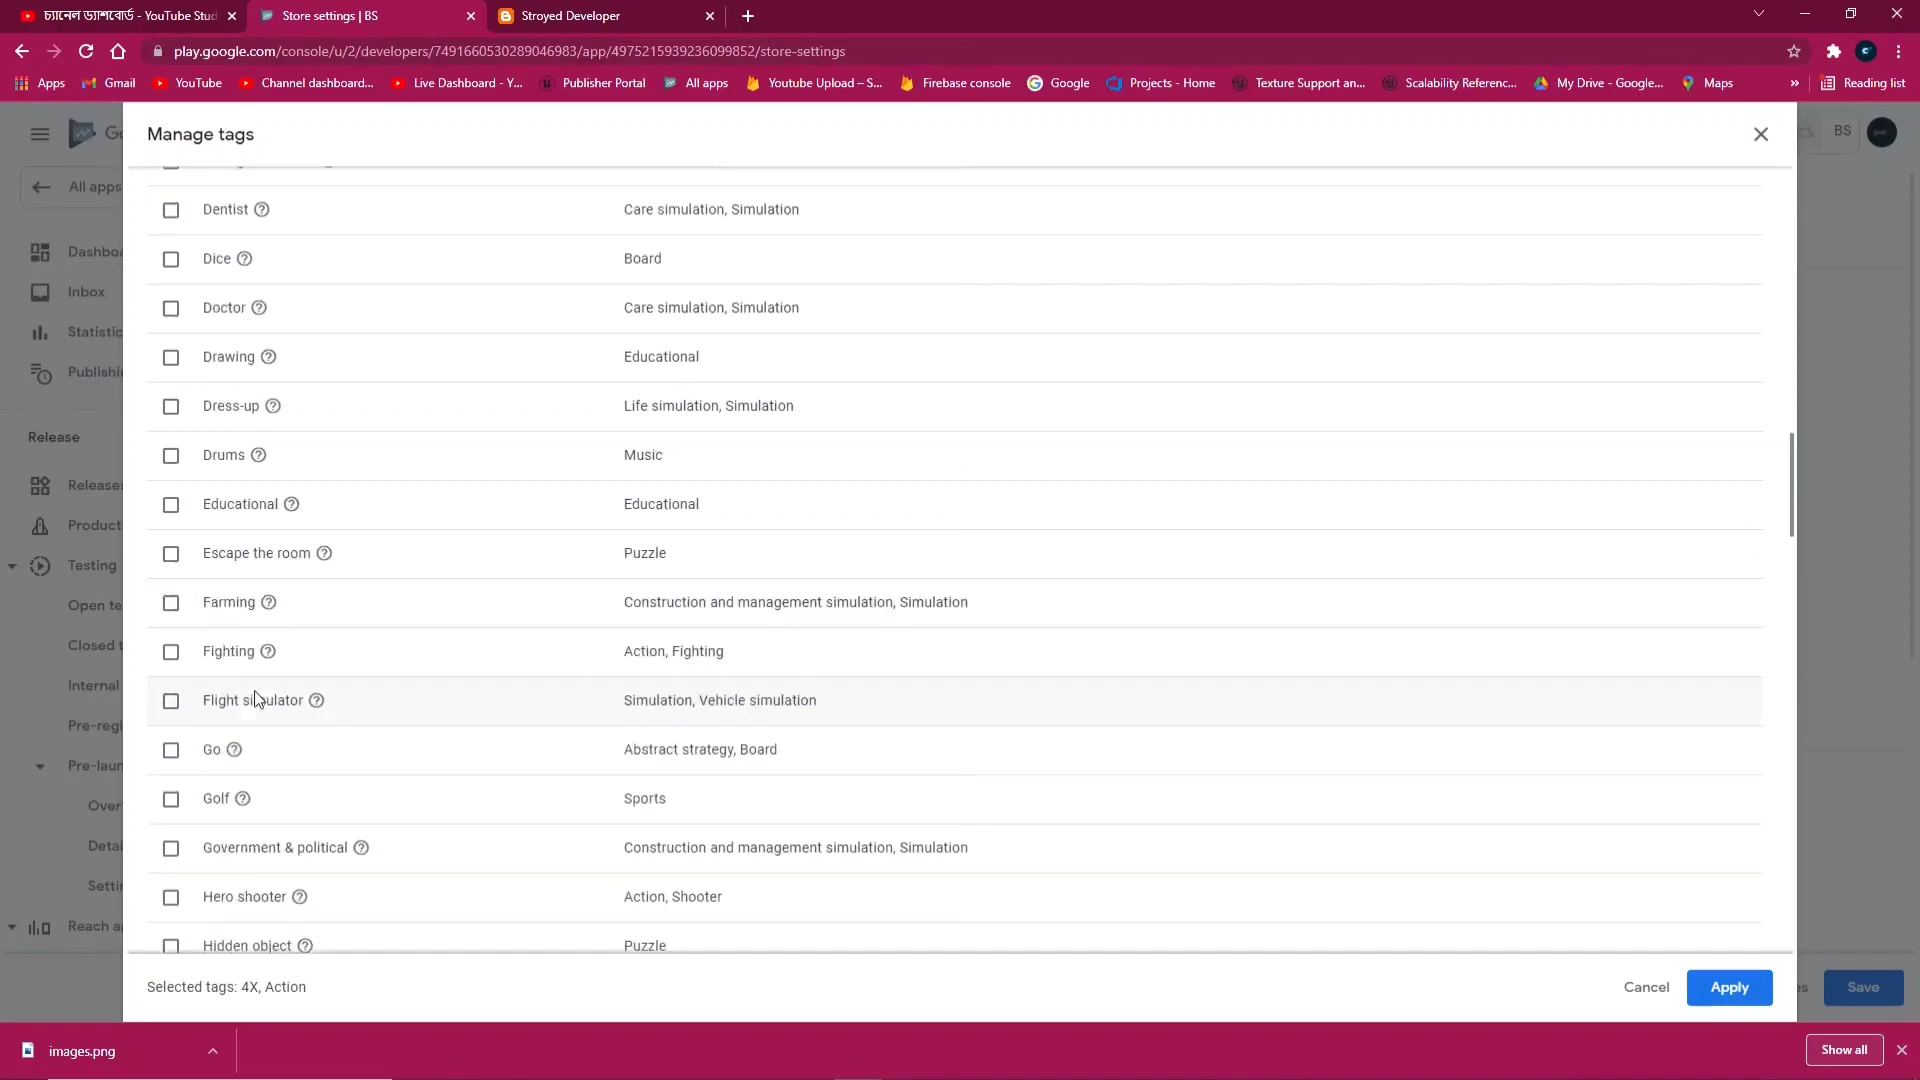 চ্যানেল ড্যাশবোর্ড - YouTube Stud
Store settings | BS
Stroyed Developer
play.google.com/console/u/2/developers/7491660530289046983/app/4975215939236099852/store-settings
Apps
Gmail
YouTube
Channel dashboard...
Live Dashboard - Y...
Publisher Portal
All apps
Youtube Upload – S...
Firebase console
Google
Projects - Home
Texture Support an...
Scalability Referenc...
My Drive - Google...
Maps
»
Reading list
Manage tags
BS
All apps
Dentist
Care simulation, Simulation
Dashboa
Dice
Board
Inbox
Doctor
Care simulation, Simulation
Statistic
Drawing
Educational
Publishi
Dress-up
Life simulation, Simulation
Release
Drums
Music
Releases
Educational
Educational
Product
Escape the room
Puzzle
Testing
Farming
Construction and management simulation, Simulation
Open te
Closed t
Fighting
Action, Fighting
Internal
Flight simulator
Simulation, Vehicle simulation
Pre-regi
Go
Abstract strategy, Board
Pre-laun
Golf
Sports
Over
Government & political
Construction and management simulation, Simulation
Detai
Settin
Hero shooter
Action, Shooter
Reach a
Hidden object
Puzzle
Selected tags: 4X, Action
Cancel
Apply
es
Save
images.png
Show all